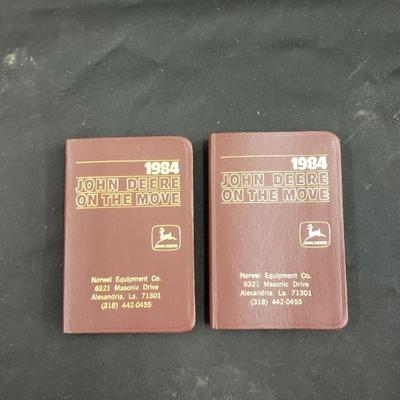 1984
JOHN DEERE
ON THE MOVE
JOHN DEERE
Norwel Equipment Co.
6321 Masonic Drive
Alexandria, La. 71301
(318) 442-0455
1984
JOHN DEERE
ON THE MOVE
JOHN DEERE
Norwel Equipment Co.
6321 Masonic Drive
Alexandria, La. 71301
(318) 442-0455